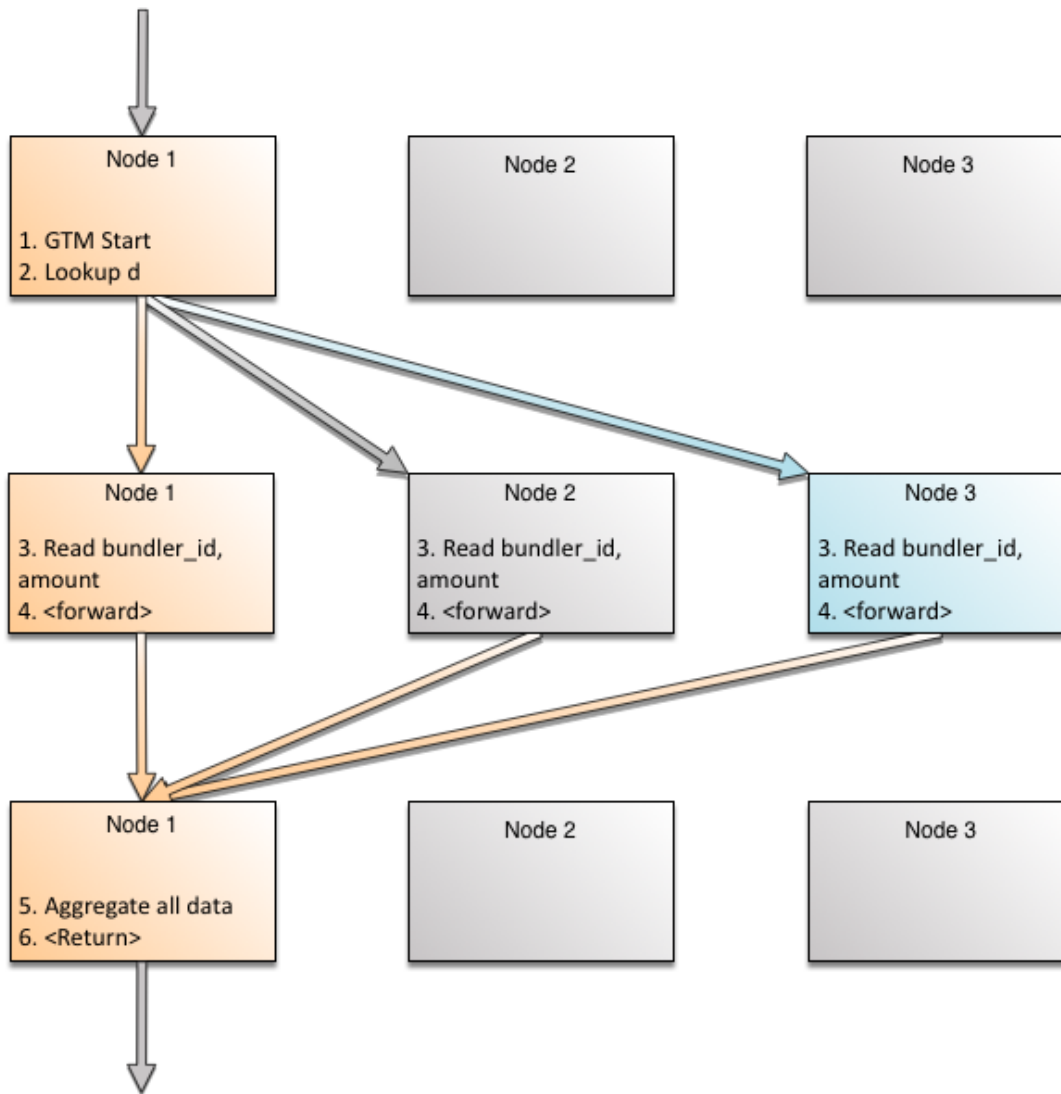 Node 1
1. GTM Start
2. Lookup d
Node 2
Node 3
Node 1
3. Read bundler_id,
amount
4. <forward>
Node 2
3. Read bundler_id,
amount
4. <forward>
Node 3
3. Read bundler_id,
amount
4. <forward>
Node 1
5. Aggregate all data
6. <Return>
Node 2
Node 3